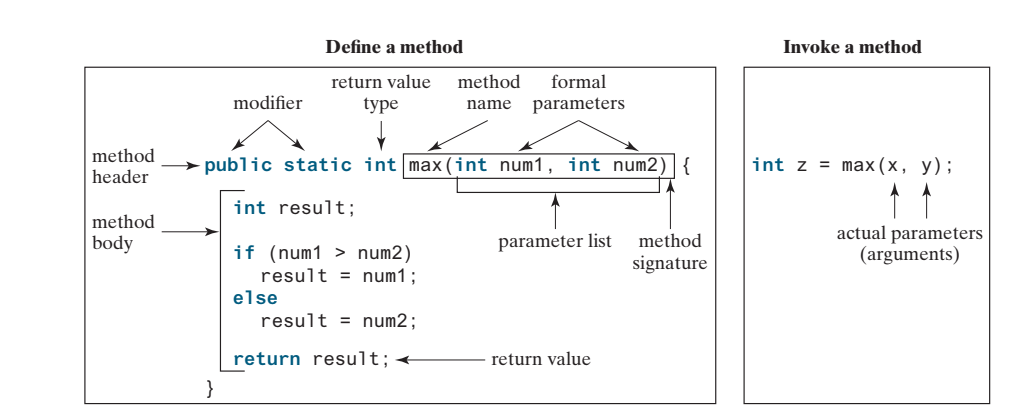 Define a method
Invoke a method
return value
type
method
name
formal
parameters
modifier
method
header
public static int max(int num1, int num2) {
int z = max(x, y);
method
body
int result;
parameter list
method
signature
actual parameters
(arguments)
if (num1 > num2)
result = num1;
else
result = num2;
return result;
return value
}